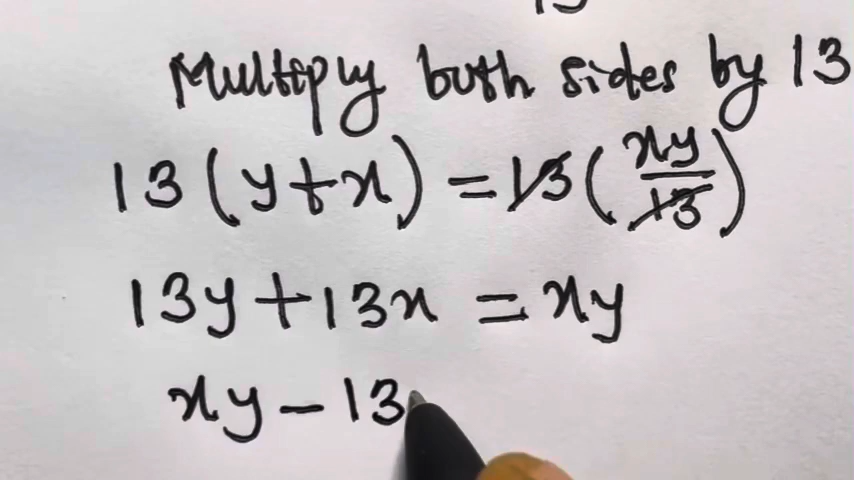 Multiply both sides by 13
13(y+x) = 13(xy/13)
13y+13x = xy
xy-13